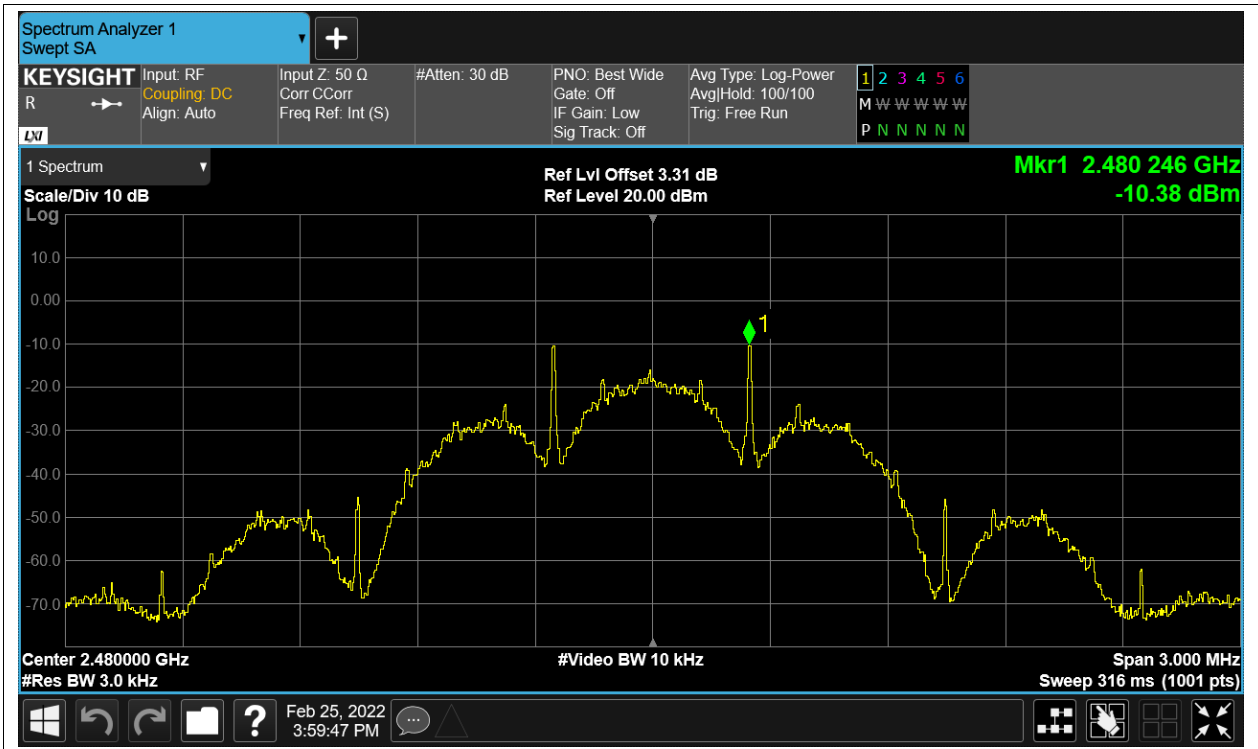 Spectrum Analyzer 1
Swept SA
+
KEYSIGHT
R
LXI
Input: RF
Coupling: DC
Align: Auto
Input Z: 50 Ω
Corr CCorr
Freq Ref: Int (S)
#Atten: 30 dB
PNO: Best Wide
Gate: Off
IF Gain: Low
Sig Track: Off
Avg Type: Log-Power
Avg|Hold: 100/100
Trig: Free Run
1 2 3 4 5 6
M W W W W W W
P N N N N N
1 Spectrum
Scale/Div 10 dB
Log
Ref Lvl Offset 3.31 dB
Ref Level 20.00 dBm
Mkr1 2.480 246 GHz
-10.38 dBm
10.0
0.00
1
-10.0
-20.0
-30.0
-40.0
-50.0
-60.0
-70.0
Center 2.480000 GHz
#Video BW 10 kHz
Span 3.000 MHz
#Res BW 3.0 kHz
Sweep 316 ms (1001 pts)
?
Feb 25, 2022
3:59:47 PM